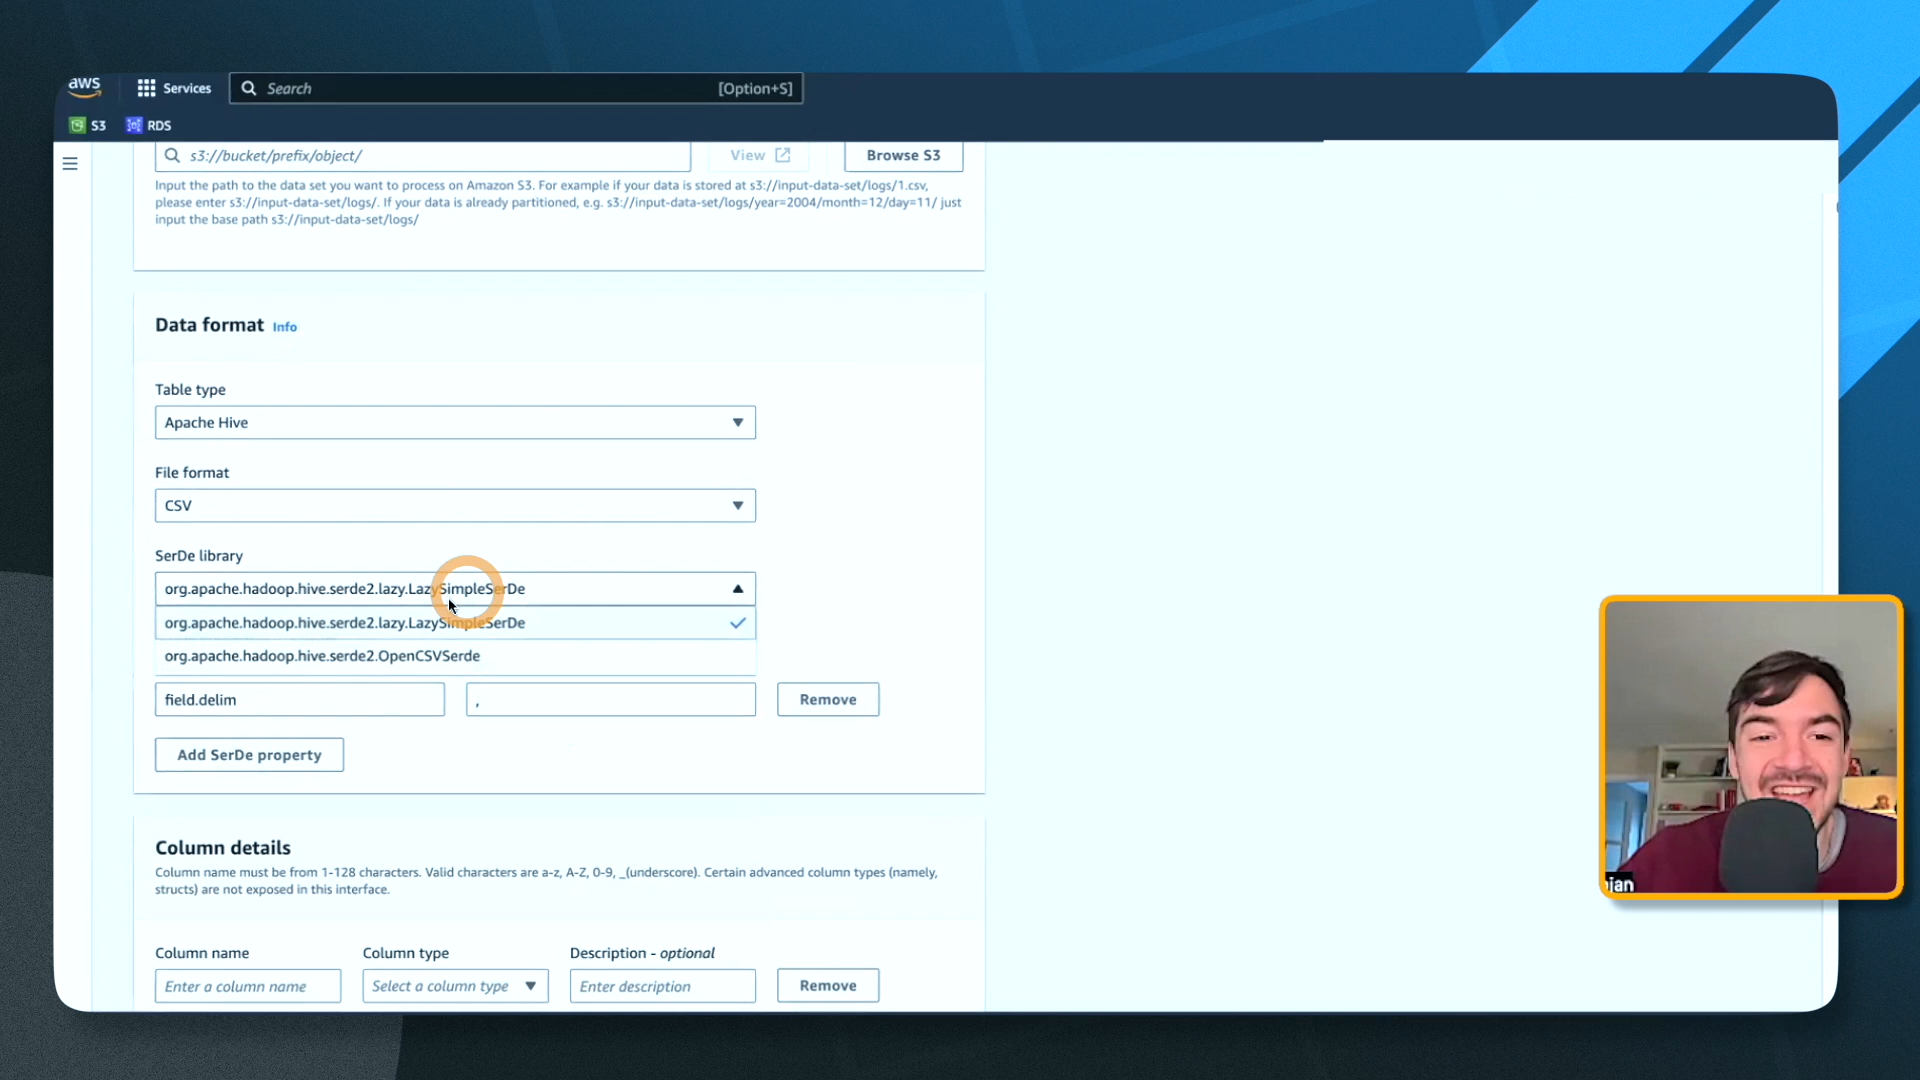 aws
Services
Search
[Option+S]
S3
RDS
s3://bucket/prefix/object/
View
Browse S3
Input the path to the data set you want to process on Amazon S3. For example if your data is stored at s3://input-data-set/logs/1.csv,
please enter s3://input-data-set/logs/. If your data is already partitioned, e.g. s3://input-data-set/logs/year=2004/month=12/day=11/ just
input the base path s3://input-data-set/logs/
Data format Info
Table type
Apache Hive
File format
CSV
SerDe library
org.apache.hadoop.hive.serde2.lazy.LazySimpleSerDe
org.apache.hadoop.hive.serde2.lazy.LazySimpleSerDe
org.apache.hadoop.hive.serde2.OpenCSVSerde
field.delim
,
Remove
Add SerDe property
Column details
Column name must be from 1-128 characters. Valid characters are a-z, A-Z, 0-9, _(underscore). Certain advanced column types (namely,
structs) are not exposed in this interface.
Column name
Column type
Description - optional
Enter a column name
Select a column type
Enter description
Remove